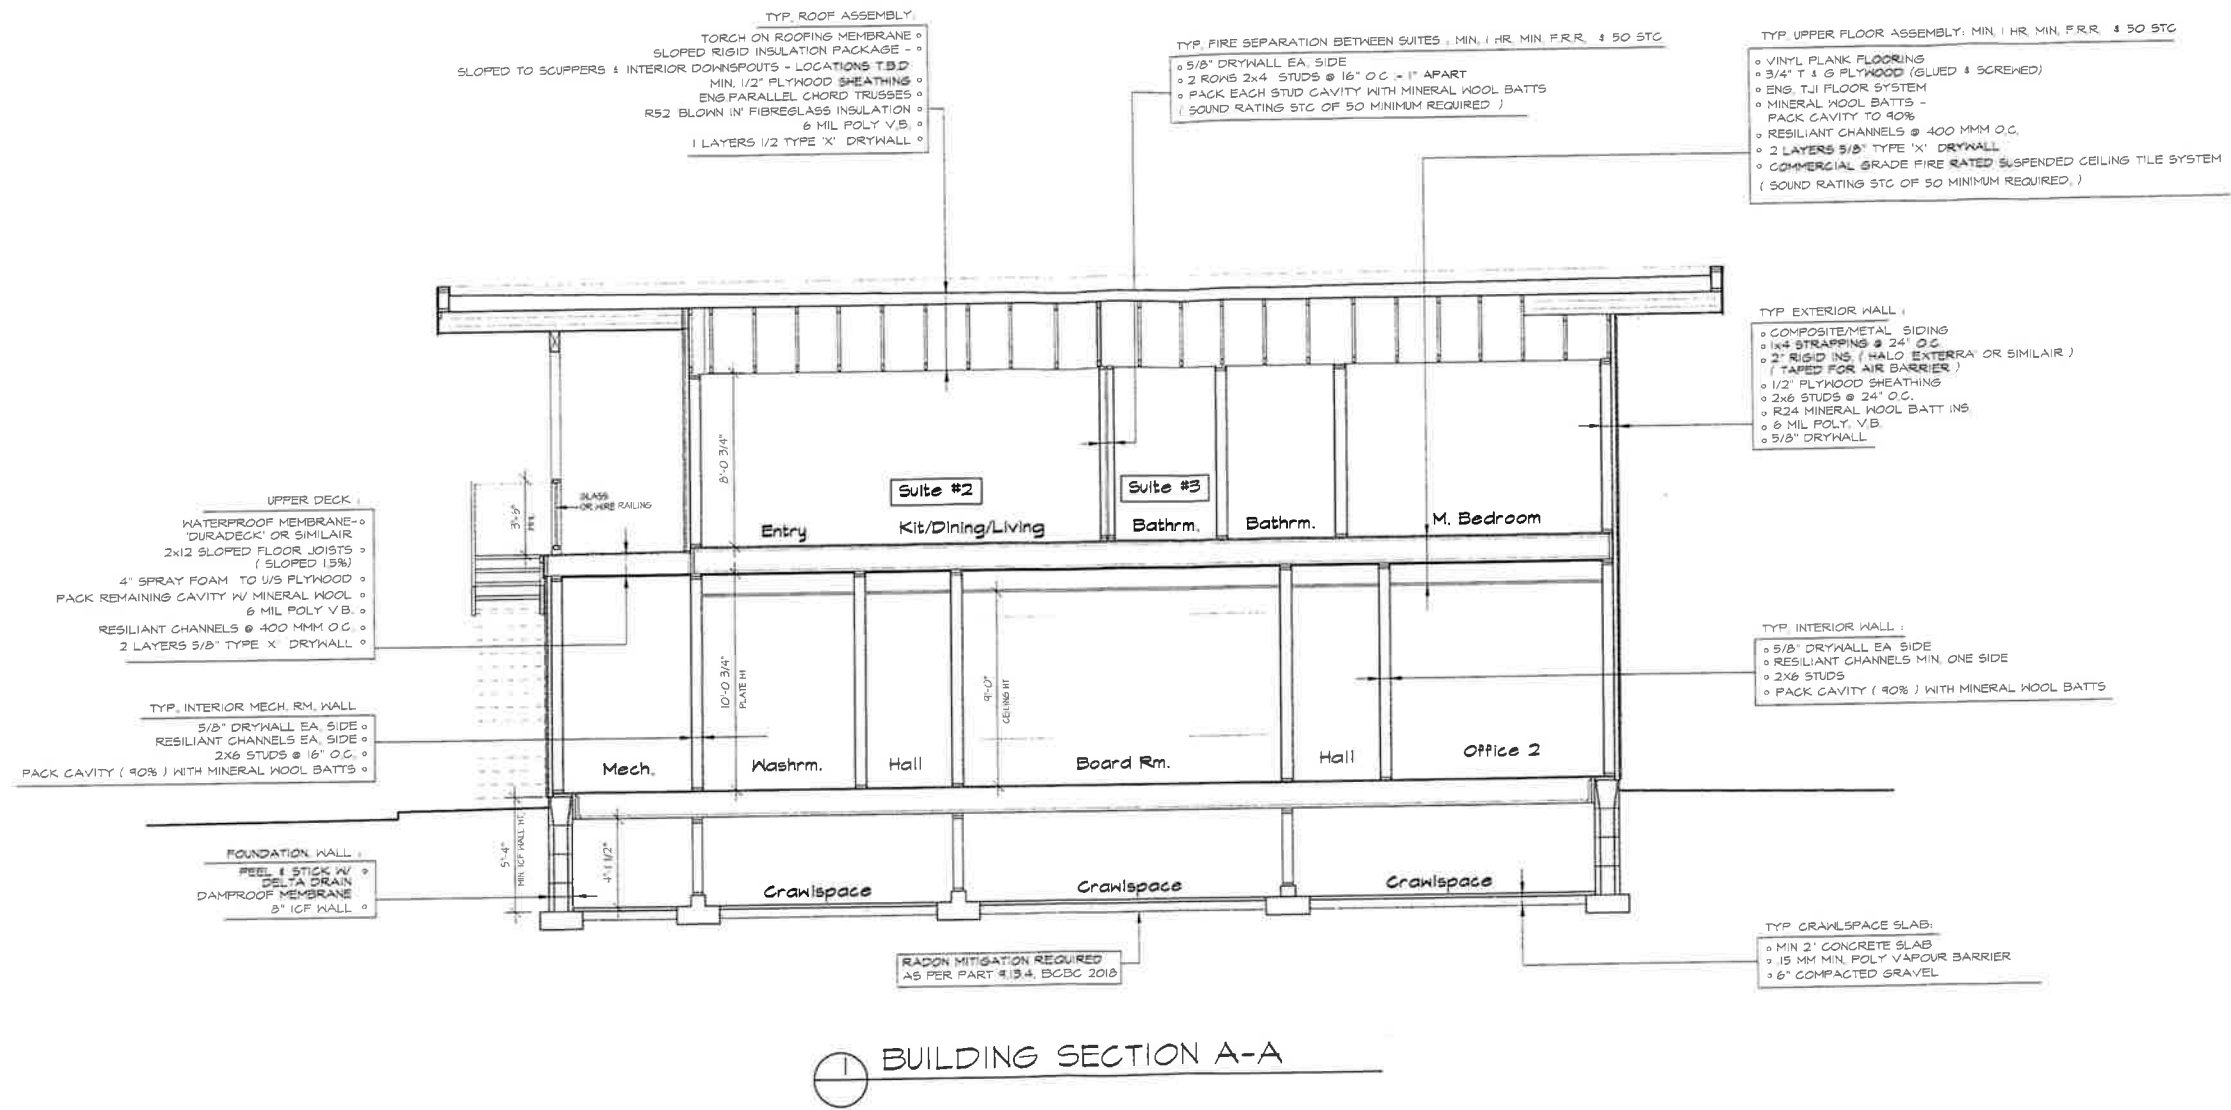 TYP. ROOF ASSEMBLY:
TORCH ON ROOFING MEMBRANE
SLOPED RIGID INSULATION PACKAGE -
SLOPED TO SCUPPERS & INTERIOR DOWNSPOUTS - LOCATIONS T.B.D
MIN. 1/2" PLYWOOD SHEATHING
ENG. PARALLEL CHORD TRUSSES
R52 BLOWN IN' FIBREGLASS INSULATION
6 MIL POLY V.B.
1 LAYERS 1/2 TYPE 'X' DRYWALL
TYP. FIRE SEPARATION BETWEEN SUITES : MIN. 1 HR. MIN. F.R.R. & 50 STC
5/8" DRYWALL EA. SIDE
2 ROWS 2x4 STUDS @ 16" O.C. - 1" APART
PACK EACH STUD CAVITY WITH MINERAL WOOL BATTS
( SOUND RATING STC OF 50 MINIMUM REQUIRED )
TYP. UPPER FLOOR ASSEMBLY: MIN. 1 HR. MIN. F.R.R. & 50 STC
VINYL PLANK FLOORING
3/4" T & G PLYWOOD (GLUED & SCREWED)
ENG. TJI FLOOR SYSTEM
MINERAL WOOL BATTS -
PACK CAVITY TO 90%
RESILIANT CHANNELS @ 400 MMM O.C.
2 LAYERS 5/8" TYPE 'X' DRYWALL
COMMERCIAL GRADE FIRE RATED SUSPENDED CEILING TILE SYSTEM
( SOUND RATING STC OF 50 MINIMUM REQUIRED. )
TYP EXTERIOR WALL :
COMPOSITE/METAL SIDING
1x4 STRAPPING @ 24" O.C.
2" RIGID INS. ( HALO EXTERRA' OR SIMILAIR )
( TAPED FOR AIR BARRIER )
1/2" PLYWOOD SHEATHING
2x6 STUDS @ 24" O.C.
R24 MINERAL WOOL BATT INS.
6 MIL POLY. V.B.
5/8" DRYWALL
8'-0 3/4"
Suite #2
Suite #3
Entry
Kit/Dining/Living
Bathrm.
Bathrm.
M. Bedroom
3'-6"
MIN.
GLASS
OR WIRE RAILING
UPPER DECK :
WATERPROOF MEMBRANE-
'DURADECK' OR SIMILAIR
2x12 SLOPED FLOOR JOISTS
( SLOPED 1.5%)
4" SPRAY FOAM TO U/S PLYWOOD
PACK REMAINING CAVITY W/ MINERAL WOOL
6 MIL POLY V.B.
RESILIANT CHANNELS @ 400 MMM O.C.
2 LAYERS 5/8" TYPE 'X' DRYWALL
TYP. INTERIOR MECH. RM. WALL
5/8" DRYWALL EA. SIDE
RESILIANT CHANNELS EA. SIDE
2X6 STUDS @ 16" O.C.
PACK CAVITY ( 90% ) WITH MINERAL WOOL BATTS
10'-0 3/4"
PLATE HT
9'-0"
CEILING HT
Mech.
Washrm.
Hall
Board Rm.
Hall
Office 2
TYP. INTERIOR WALL :
5/8" DRYWALL EA SIDE
RESILIANT CHANNELS MIN. ONE SIDE
2X6 STUDS
PACK CAVITY ( 90% ) WITH MINERAL WOOL BATTS
FOUNDATION WALL :
PEEL & STICK W/
DELTA DRAIN
DAMPROOF MEMBRANE
8" ICF WALL
5'-4"
MIN. ICF WALL HT.
4'-1 1/2"
Crawlspace
Crawlspace
Crawlspace
RADON MITIGATION REQUIRED
AS PER PART 9.13.4, BCBC 2018
TYP CRAWLSPACE SLAB:
MIN 2" CONCRETE SLAB
.15 MM MIN. POLY VAPOUR BARRIER
6" COMPACTED GRAVEL
1
BUILDING SECTION A-A